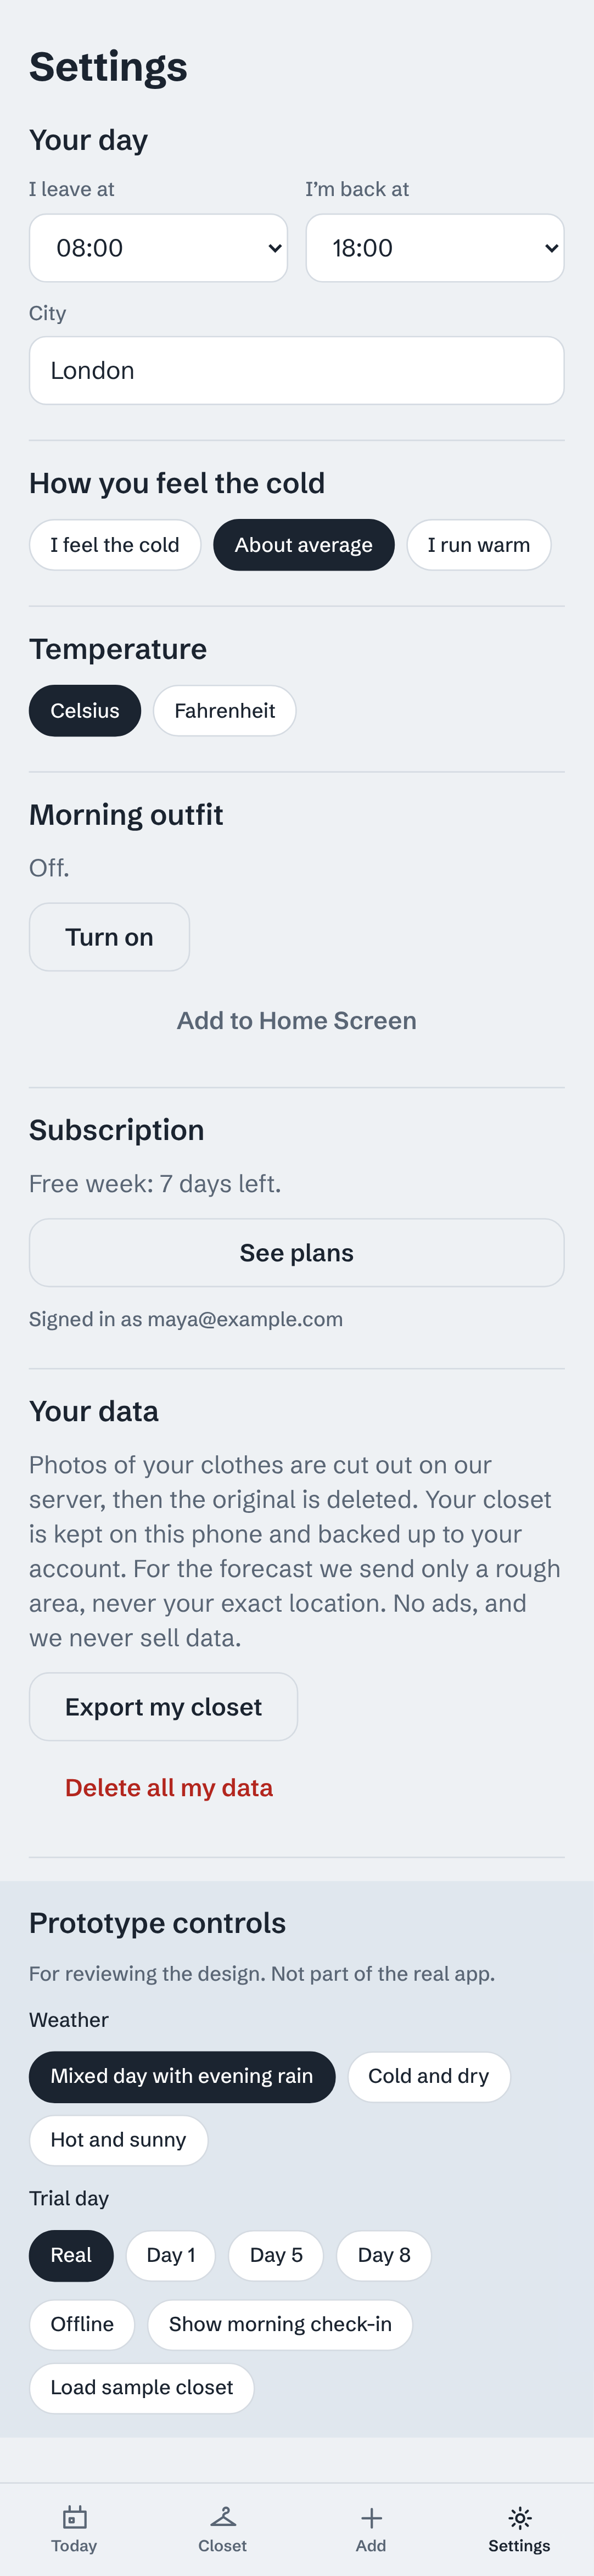 Settings
Your day
I leave at
I’m back at
08:00
18:00
City
London
How you feel the cold
I feel the cold
About average
I run warm
Temperature
Celsius
Fahrenheit
Morning outfit
Off.
Turn on
Add to Home Screen
Subscription
Free week: 7 days left.
See plans
Signed in as maya@example.com
Your data
Photos of your clothes are cut out on our
server, then the original is deleted. Your closet
is kept on this phone and backed up to your
account. For the forecast we send only a rough
area, never your exact location. No ads, and
we never sell data.
Export my closet
Delete all my data
Prototype controls
For reviewing the design. Not part of the real app.
Weather
Mixed day with evening rain
Cold and dry
Hot and sunny
Trial day
Real
Day 1
Day 5
Day 8
Offline
Show morning check-in
Load sample closet
Today
Closet
Add
Settings